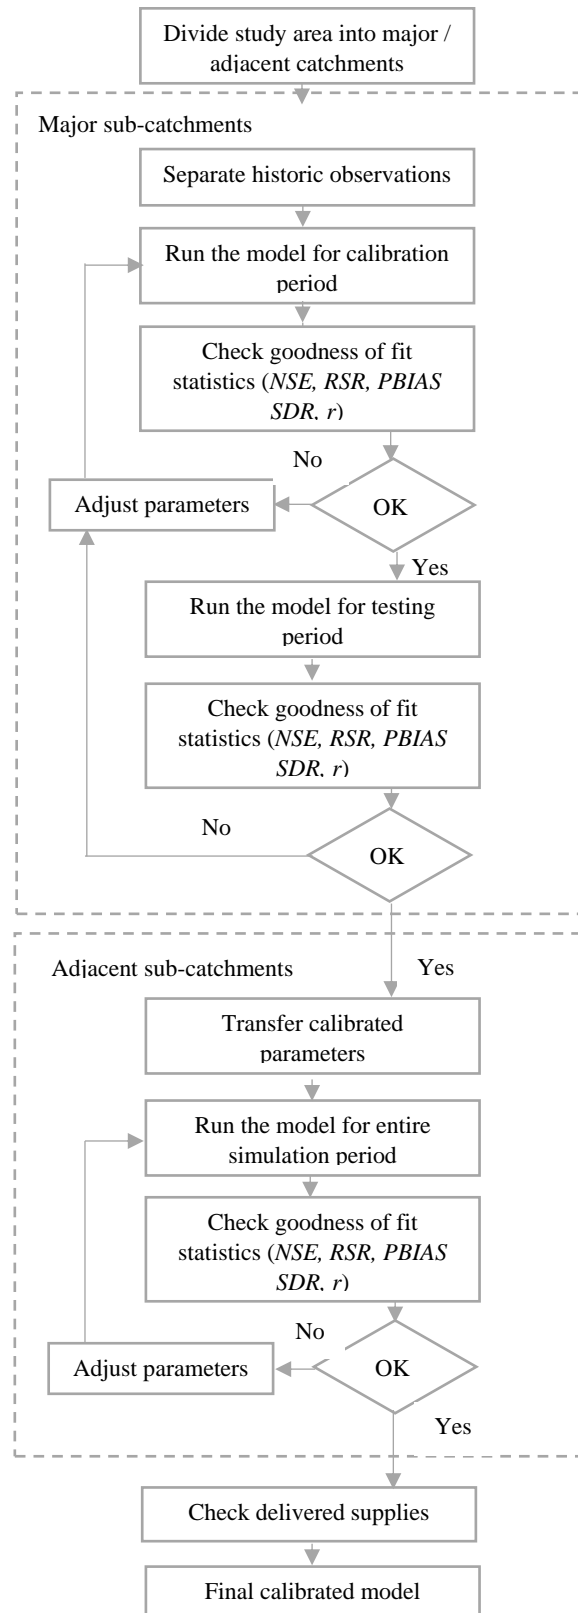 Divide study area into major /
adjacent catchments
Major sub-catchments
Separate historic observations
Run the model for calibration
period
Check goodness of fit
statistics (NSE, RSR, PBIAS
SDR, r)
No
Adjust parameters
OK
Yes
Run the model for testing
period
Check goodness of fit
statistics (NSE, RSR, PBIAS
SDR, r)
No
OK
Yes
Adjacent sub-catchments
Transfer calibrated
parameters
Run the model for entire
simulation period
Check goodness of fit
statistics (NSE, RSR, PBIAS
SDR, r)
No
Adjust parameters
OK
Yes
Check delivered supplies
Final calibrated model